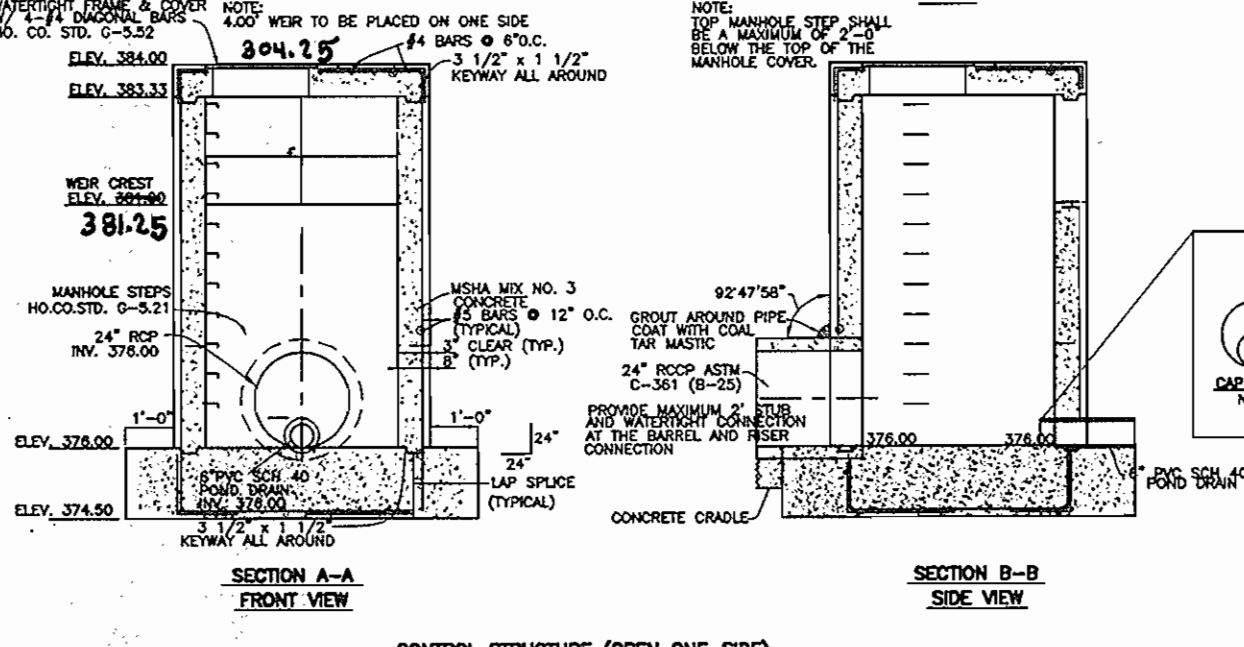 WATERTIGHT FRAME & COVER
W/ 4-#4 DIAGONAL BARS
HO. CO. STD. G-5.52
NOTE:
4.00' WEIR TO BE PLACED ON ONE SIDE
304.25
#4 BARS @ 6"O.C.
3 1/2" x 1 1/2"
KEYWAY ALL AROUND
ELEV. 384.00
ELEV. 383.33
WEIR CREST
ELEV.
381.25
MANHOLE STEPS
HO.CO.STD. G-5.21
24" RCP
INV. 376.00
MSHA MIX NO. 3
CONCRETE
#5 BARS @ 12" O.C.
(TYPICAL)
3" CLEAR (TYP.)
8" (TYP.)
1'-0"
1'-0"
24"
24"
ELEV. 376.00
6"PVC SCH 40
POND DRAIN
INV. 376.00
LAP SPLICE
(TYPICAL)
ELEV. 374.50
3 1/2" x 1 1/2"
KEYWAY ALL AROUND
SECTION A-A
FRONT VIEW
NOTE:
TOP MANHOLE STEP SHALL
BE A MAXIMUM OF 2'-0"
BELOW THE TOP OF THE
MANHOLE COVER.
92°47'58"
GROUT AROUND PIPE
COAT WITH COAL
TAR MASTIC
24" RCCP ASTM
C-361 (B-25)
PROVIDE MAXIMUM 2' STUB
AND WATERTIGHT CONNECTION
AT THE BARREL AND RISER
CONNECTION
376.00
376.00
CONCRETE CRADLE
6" PVC SCH 40
POND DRAIN
CAP
SECTION B-B
SIDE VIEW
CONTROL STRUCTURE (OPEN ONE SIDE)